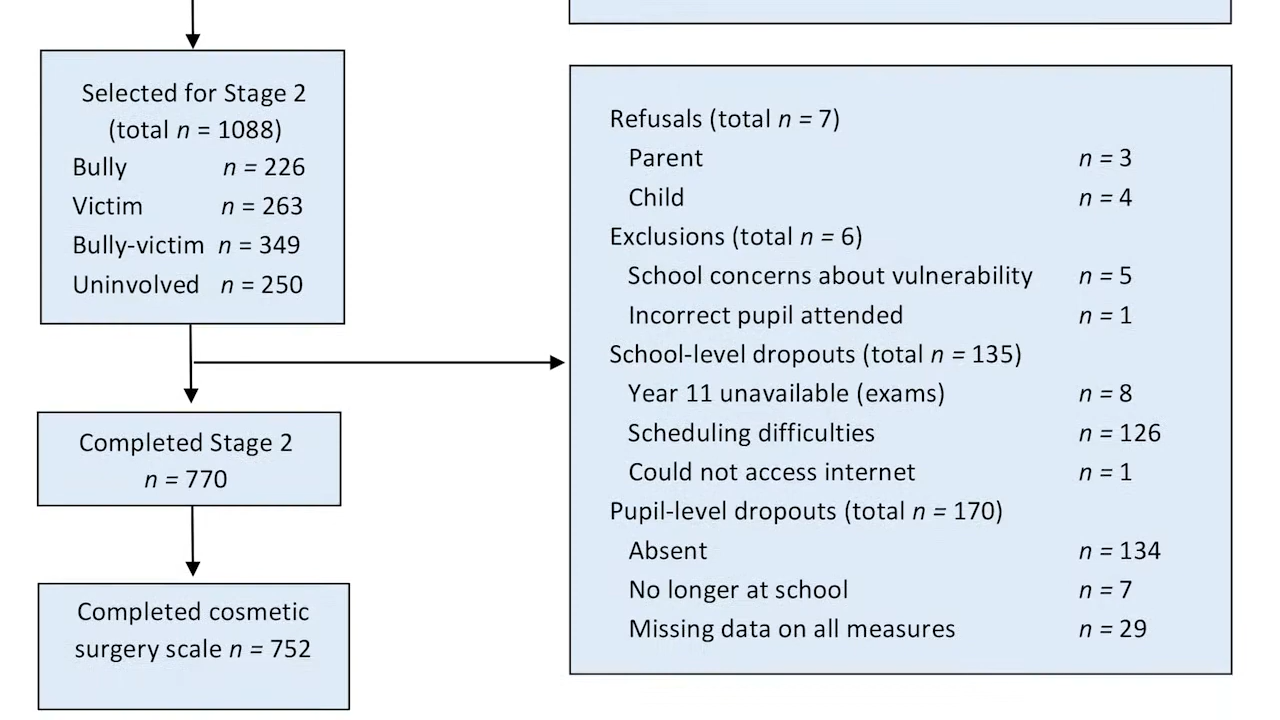 Selected for Stage 2
(total n = 1088)
Bully n = 226
Victim n = 263
Bully-victim n = 349
Uninvolved n = 250
Completed Stage 2
n = 770
Completed cosmetic
surgery scale n = 752
Refusals (total n = 7)
Parent n = 3
Child n = 4
Exclusions (total n = 6)
School concerns about vulnerability n = 5
Incorrect pupil attended n = 1
School-level dropouts (total n = 135)
Year 11 unavailable (exams) n = 8
Scheduling difficulties n = 126
Could not access internet n = 1
Pupil-level dropouts (total n = 170)
Absent n = 134
No longer at school n = 7
Missing data on all measures n = 29